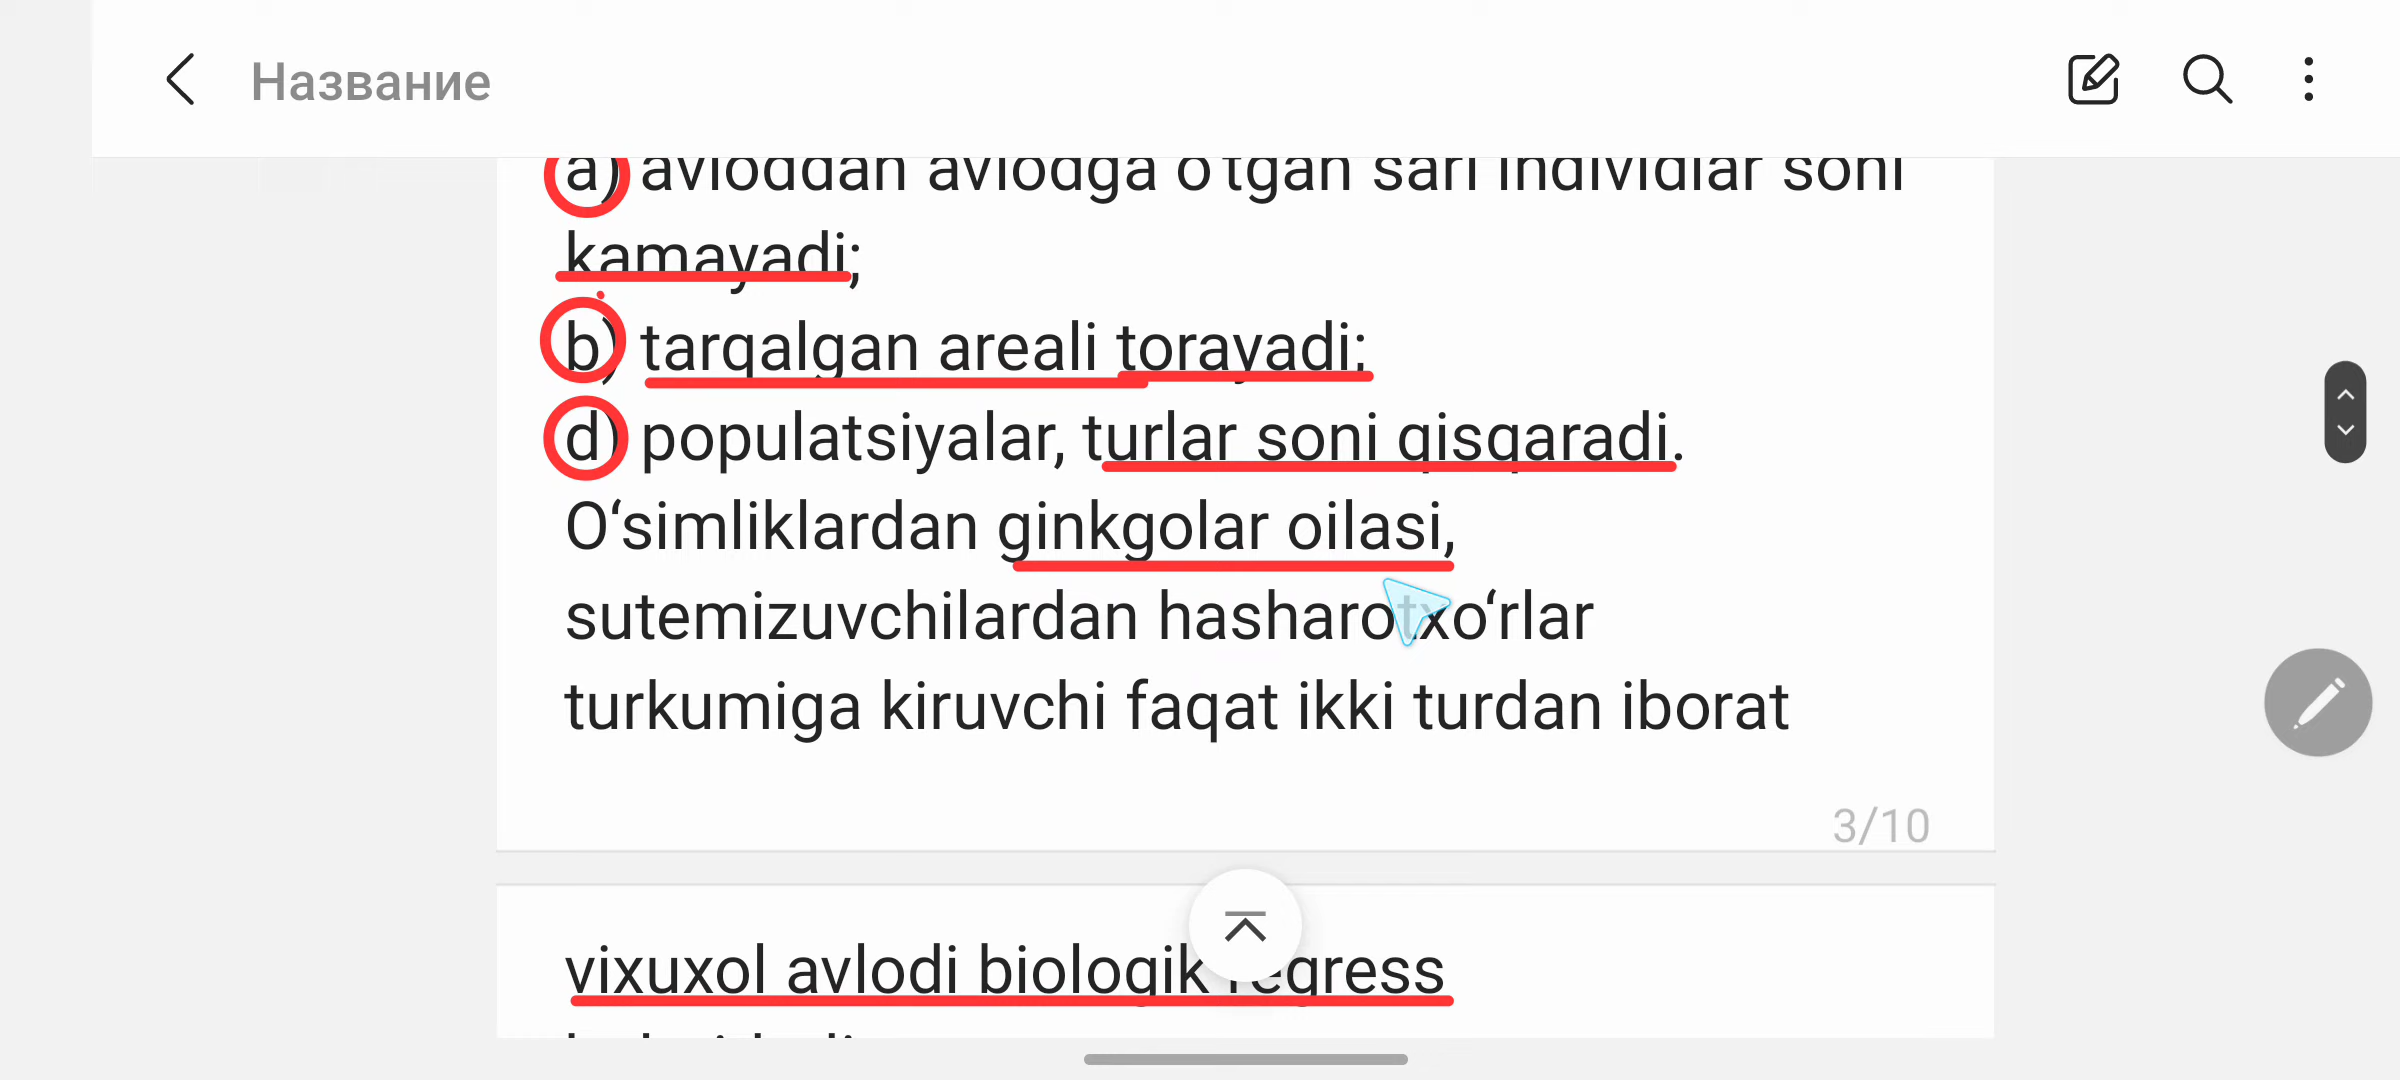 Название
a) avloddan avlodga o‘tgan sari individlar soni
kamayadi;
b) tarqalgan areali torayadi;
d) populatsiyalar, turlar soni qisqaradi.
O‘simliklardan ginkgolar oilasi,
sutemizuvchilardan hasharotxo‘rlar
turkumiga kiruvchi faqat ikki turdan iborat
3/10
vixuxol avlodi biologik regress